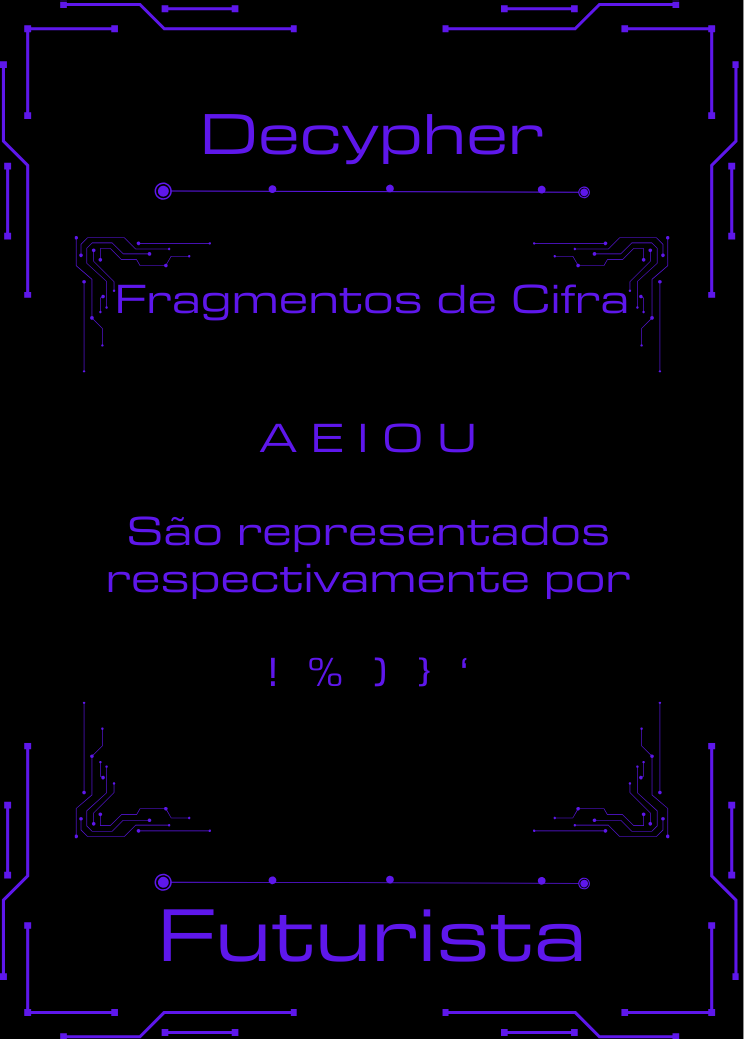 Decypher
Fragmentos de Cifra
A E I O U
São representados
respectivamente por
! % ) } ‘
Futurista